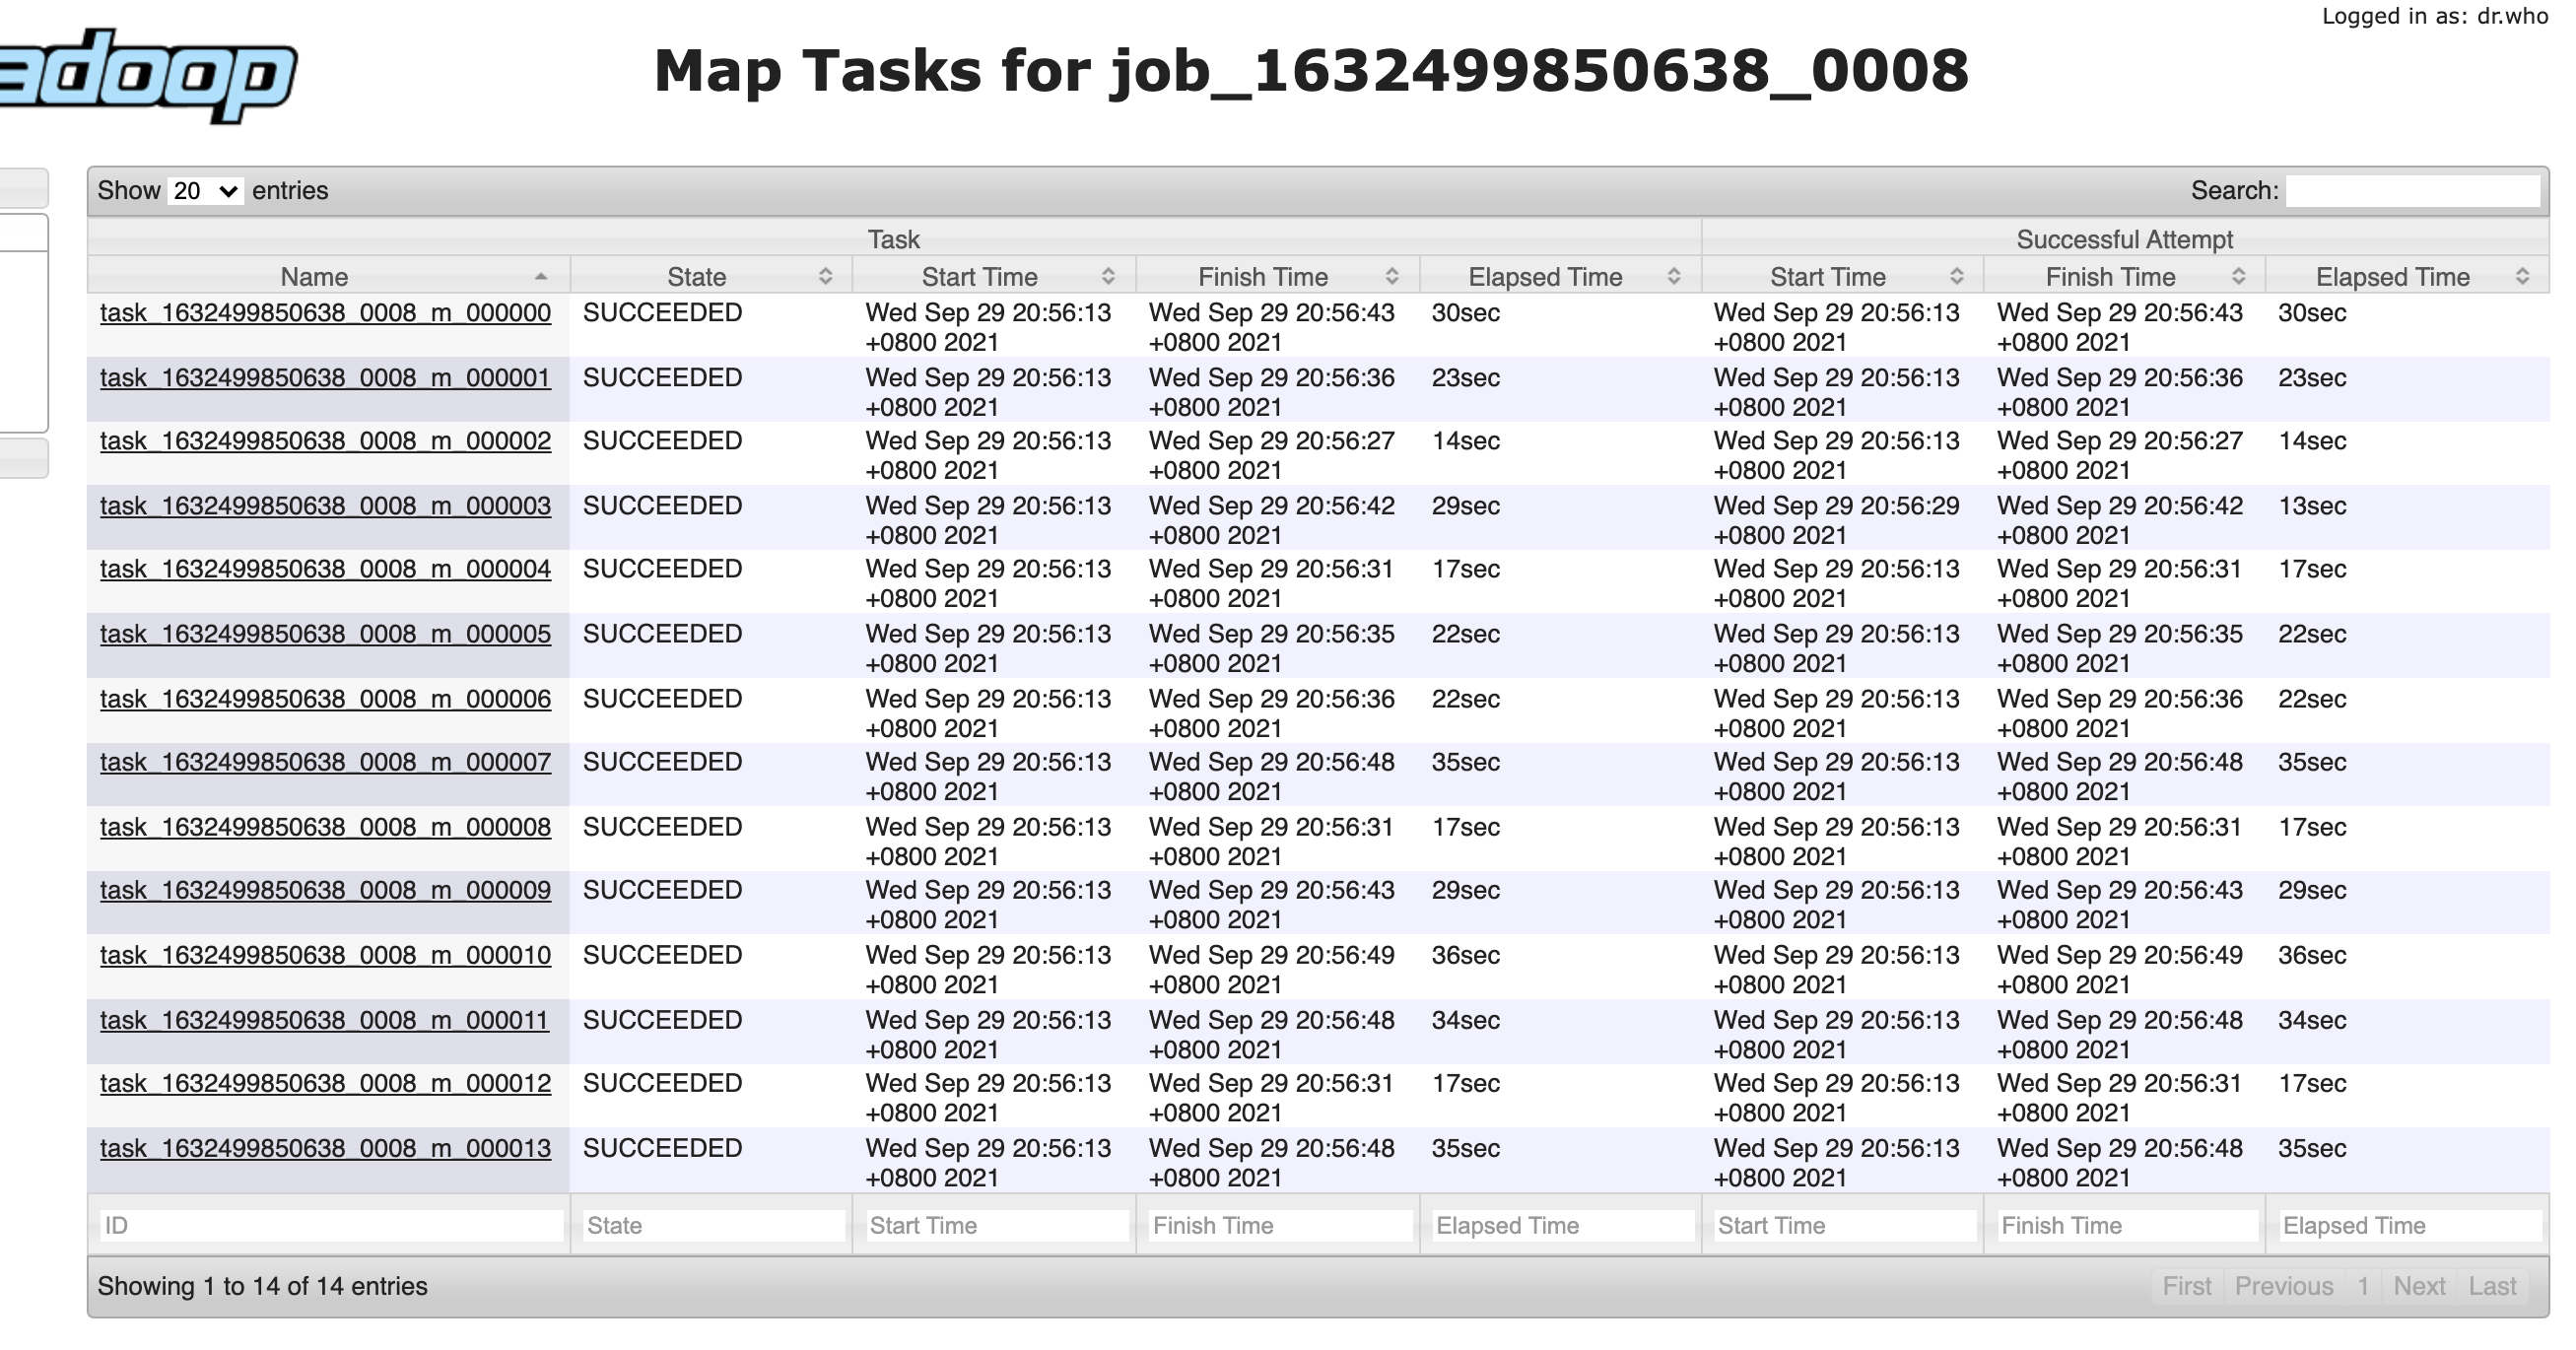 Logged in as: dr.who
adoop
Map Tasks for job_1632499850638_0008
Show 20 entries Search:
Task Successful Attempt
Name State Start Time Finish Time Elapsed Time Start Time Finish Time Elapsed Time
task_1632499850638_0008_m_000000 SUCCEEDED Wed Sep 29 20:56:13 Wed Sep 29 20:56:43 30sec Wed Sep 29 20:56:13 Wed Sep 29 20:56:43 30sec
+0800 2021 +0800 2021 +0800 2021 +0800 2021
task_1632499850638_0008_m_000001 SUCCEEDED Wed Sep 29 20:56:13 Wed Sep 29 20:56:36 23sec Wed Sep 29 20:56:13 Wed Sep 29 20:56:36 23sec
+0800 2021 +0800 2021 +0800 2021 +0800 2021
task_1632499850638_0008_m_000002 SUCCEEDED Wed Sep 29 20:56:13 Wed Sep 29 20:56:27 14sec Wed Sep 29 20:56:13 Wed Sep 29 20:56:27 14sec
+0800 2021 +0800 2021 +0800 2021 +0800 2021
task_1632499850638_0008_m_000003 SUCCEEDED Wed Sep 29 20:56:13 Wed Sep 29 20:56:42 29sec Wed Sep 29 20:56:29 Wed Sep 29 20:56:42 13sec
+0800 2021 +0800 2021 +0800 2021 +0800 2021
task_1632499850638_0008_m_000004 SUCCEEDED Wed Sep 29 20:56:13 Wed Sep 29 20:56:31 17sec Wed Sep 29 20:56:13 Wed Sep 29 20:56:31 17sec
+0800 2021 +0800 2021 +0800 2021 +0800 2021
task_1632499850638_0008_m_000005 SUCCEEDED Wed Sep 29 20:56:13 Wed Sep 29 20:56:35 22sec Wed Sep 29 20:56:13 Wed Sep 29 20:56:35 22sec
+0800 2021 +0800 2021 +0800 2021 +0800 2021
task_1632499850638_0008_m_000006 SUCCEEDED Wed Sep 29 20:56:13 Wed Sep 29 20:56:36 22sec Wed Sep 29 20:56:13 Wed Sep 29 20:56:36 22sec
+0800 2021 +0800 2021 +0800 2021 +0800 2021
task_1632499850638_0008_m_000007 SUCCEEDED Wed Sep 29 20:56:13 Wed Sep 29 20:56:48 35sec Wed Sep 29 20:56:13 Wed Sep 29 20:56:48 35sec
+0800 2021 +0800 2021 +0800 2021 +0800 2021
task_1632499850638_0008_m_000008 SUCCEEDED Wed Sep 29 20:56:13 Wed Sep 29 20:56:31 17sec Wed Sep 29 20:56:13 Wed Sep 29 20:56:31 17sec
+0800 2021 +0800 2021 +0800 2021 +0800 2021
task_1632499850638_0008_m_000009 SUCCEEDED Wed Sep 29 20:56:13 Wed Sep 29 20:56:43 29sec Wed Sep 29 20:56:13 Wed Sep 29 20:56:43 29sec
+0800 2021 +0800 2021 +0800 2021 +0800 2021
task_1632499850638_0008_m_000010 SUCCEEDED Wed Sep 29 20:56:13 Wed Sep 29 20:56:49 36sec Wed Sep 29 20:56:13 Wed Sep 29 20:56:49 36sec
+0800 2021 +0800 2021 +0800 2021 +0800 2021
task_1632499850638_0008_m_000011 SUCCEEDED Wed Sep 29 20:56:13 Wed Sep 29 20:56:48 34sec Wed Sep 29 20:56:13 Wed Sep 29 20:56:48 34sec
+0800 2021 +0800 2021 +0800 2021 +0800 2021
task_1632499850638_0008_m_000012 SUCCEEDED Wed Sep 29 20:56:13 Wed Sep 29 20:56:31 17sec Wed Sep 29 20:56:13 Wed Sep 29 20:56:31 17sec
+0800 2021 +0800 2021 +0800 2021 +0800 2021
task_1632499850638_0008_m_000013 SUCCEEDED Wed Sep 29 20:56:13 Wed Sep 29 20:56:48 35sec Wed Sep 29 20:56:13 Wed Sep 29 20:56:48 35sec
+0800 2021 +0800 2021 +0800 2021 +0800 2021
ID State Start Time Finish Time Elapsed Time Start Time Finish Time Elapsed Time
Showing 1 to 14 of 14 entries First Previous 1 Next Last